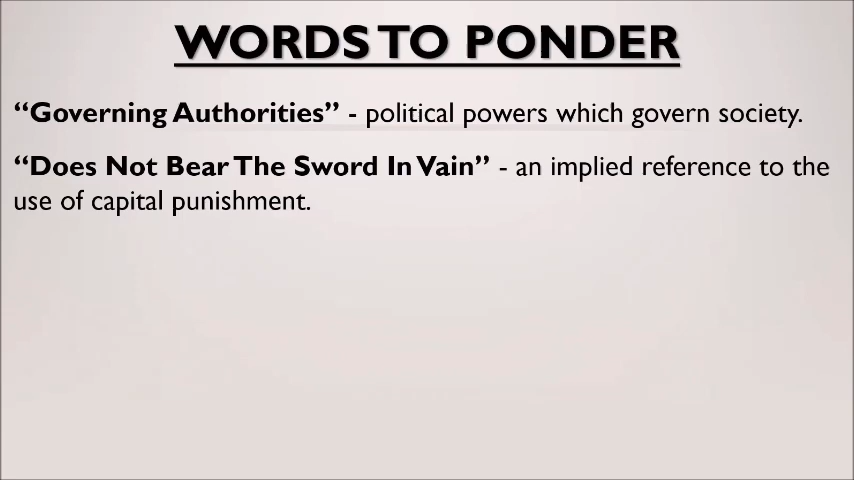 WORDS TO PONDER
“Governing Authorities” - political powers which govern society.
“Does Not Bear The Sword In Vain” - an implied reference to the
use of capital punishment.